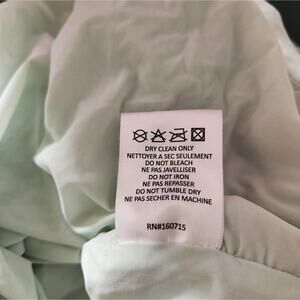 DRY CLEAN ONLY
NETTOYER A SEC SEULEMENT
DO NOT BLEACH
NE PAS JAVELLISER
DO NOT IRON
NE PAS REPASSER
DO NOT TUMBLE DRY
NE PAS SECHER EN MACHINE
RN#160715